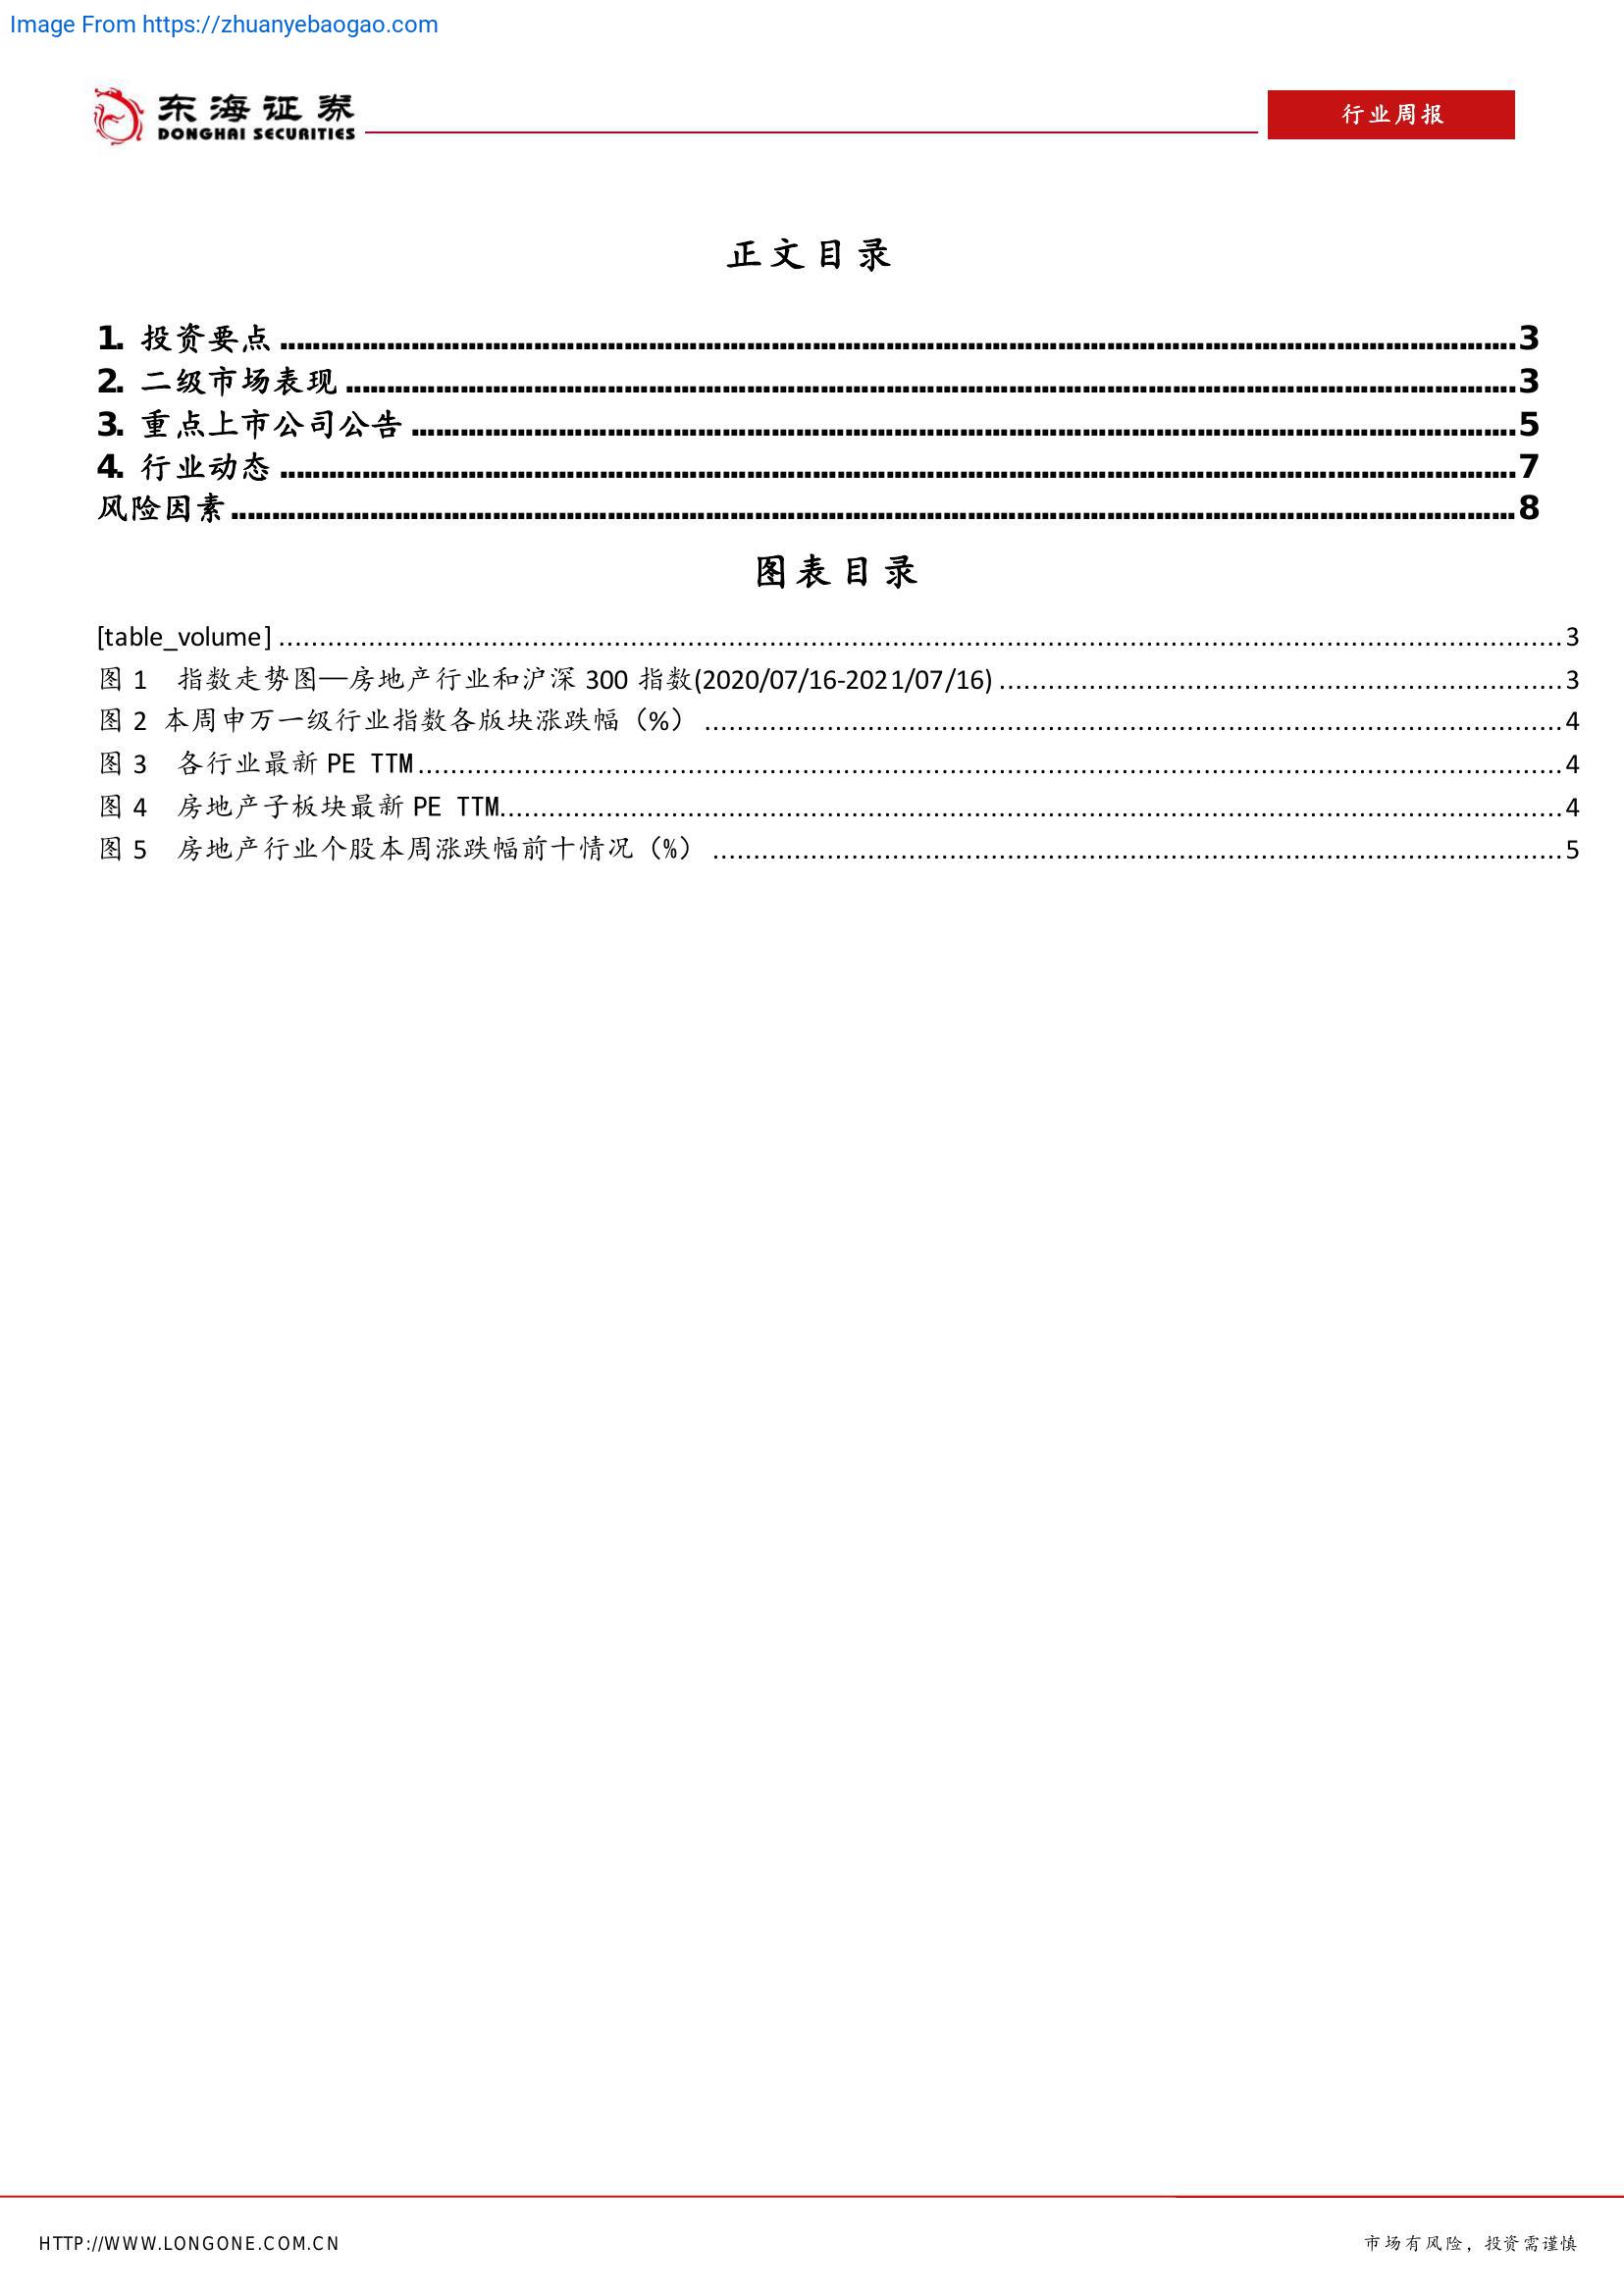 Image From https://zhuanyebaogao.com
东海证券
DONGHAI SECURITIES
行业周报
正文目录
1. 投资要点 ........ 3
2. 二级市场表现 ........ 3
3. 重点上市公司公告 ........ 5
4. 行业动态 ........ 7
风险因素 ........ 8
图表目录
[table_volume] ........ 3
图 1 指数走势图—房地产行业和沪深 300 指数(2020/07/16-2021/07/16) ........ 3
图 2 本周申万一级行业指数各版块涨跌幅（%） ........ 4
图 3 各行业最新 PE TTM ........ 4
图 4 房地产子板块最新 PE TTM ........ 4
图 5 房地产行业个股本周涨跌幅前十情况（%） ........ 5
HTTP://WWW.LONGONE.COM.CN
市场有风险，投资需谨慎